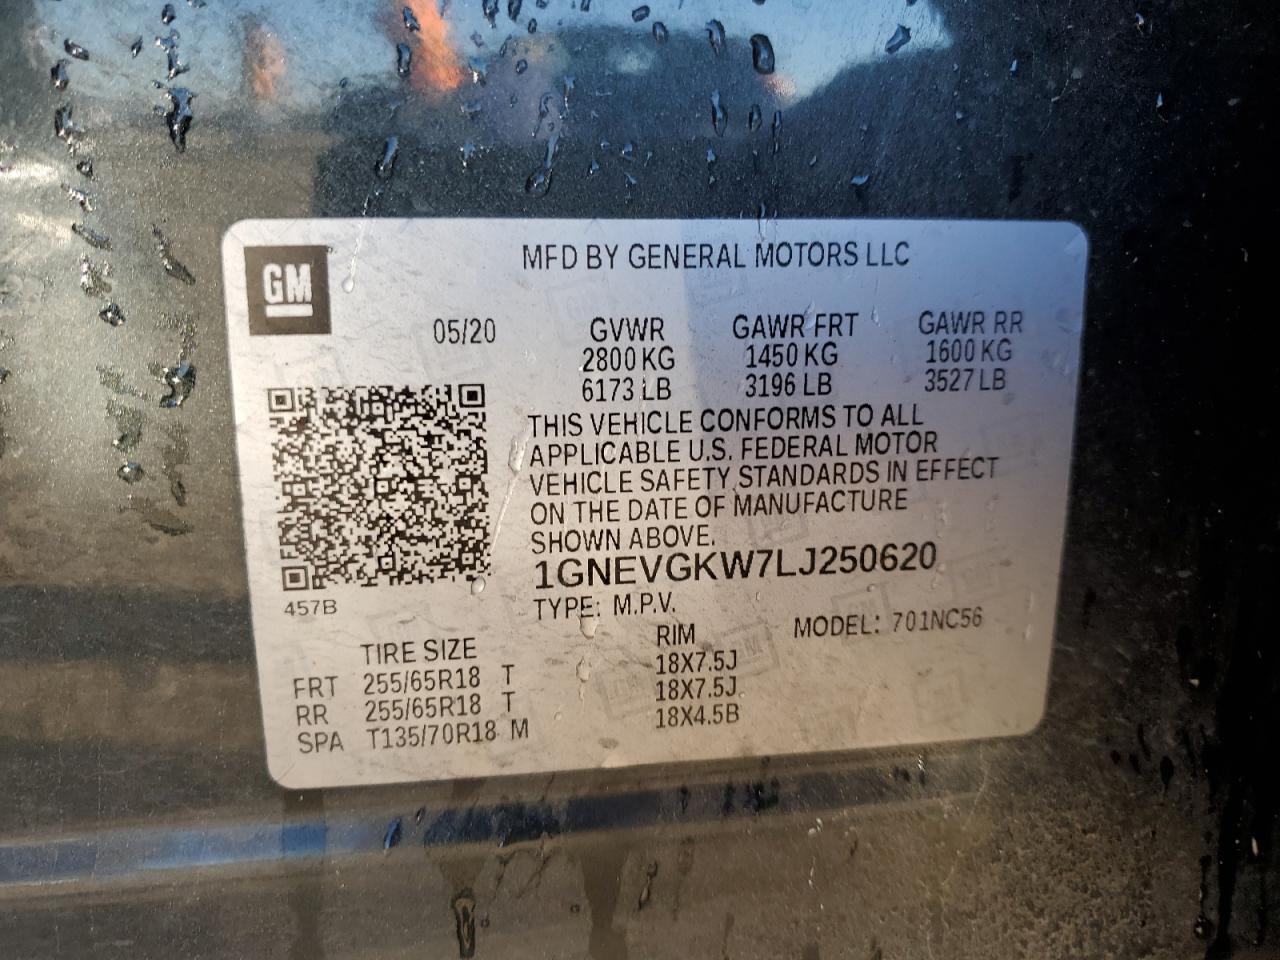 MFD BY GENERAL MOTORS LLC
GM
05/20 GVWR GAWR FRT GAWR RR
2800 KG 1450 KG 1600 KG
6173 LB 3196 LB 3527 LB
THIS VEHICLE CONFORMS TO ALL
APPLICABLE U.S. FEDERAL MOTOR
VEHICLE SAFETY STANDARDS IN EFFECT
ON THE DATE OF MANUFACTURE
SHOWN ABOVE.
1GNEVGKW7LJ250620
457B
TYPE: M.P.V. MODEL: 701NC56
TIRE SIZE RIM
FRT 255/65R18 T 18X7.5J
RR 255/65R18 T 18X7.5J
SPA T135/70R18 M 18X4.5B